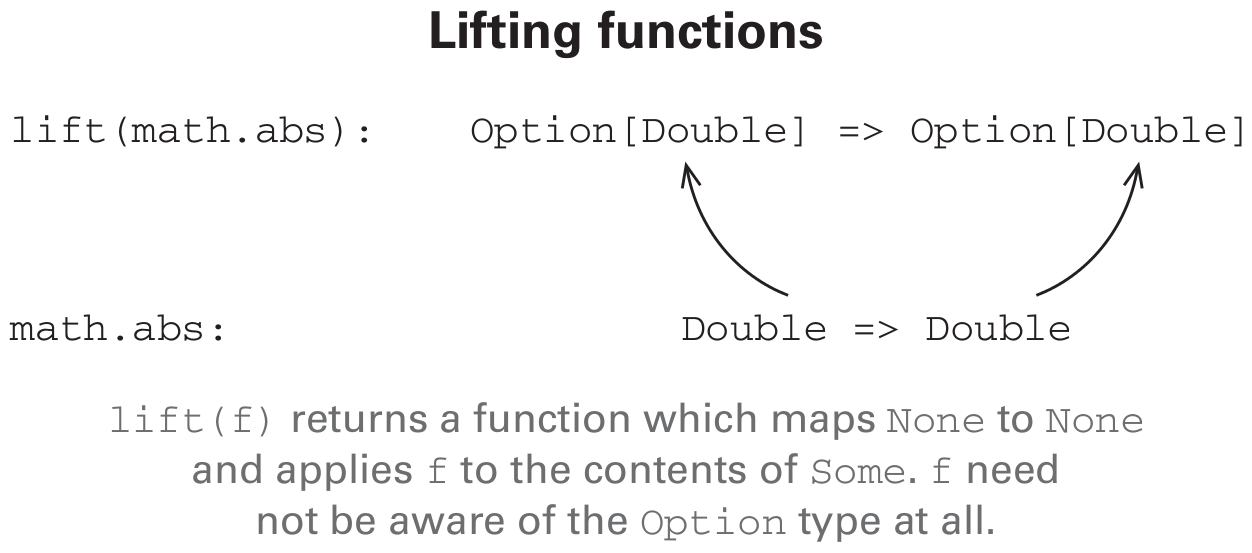 Lifting functions
lift(math.abs): Option[Double] => Option[Double]
math.abs: Double => Double
lift(f) returns a function which maps None to None
and applies f to the contents of Some. f need
not be aware of the Option type at all.